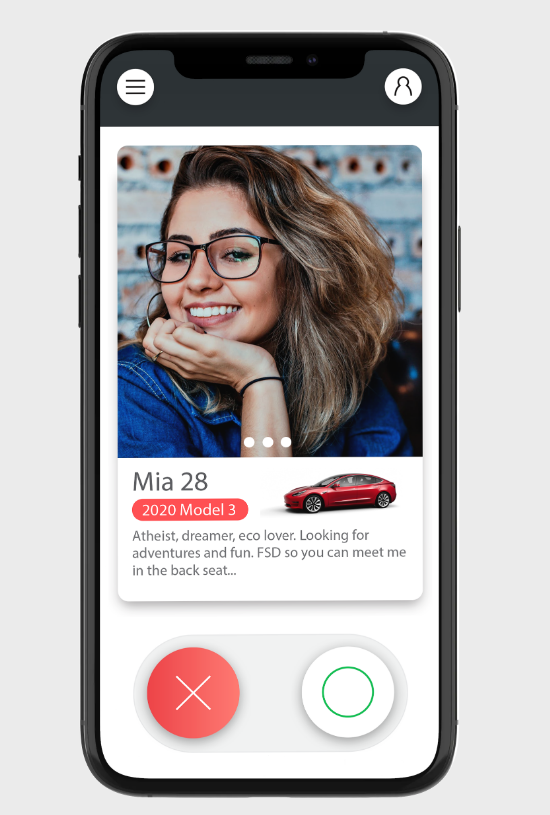 Mia 28
2020 Model 3
Atheist, dreamer, eco lover. Looking for
adventures and fun. FSD so you can meet me
in the back seat...